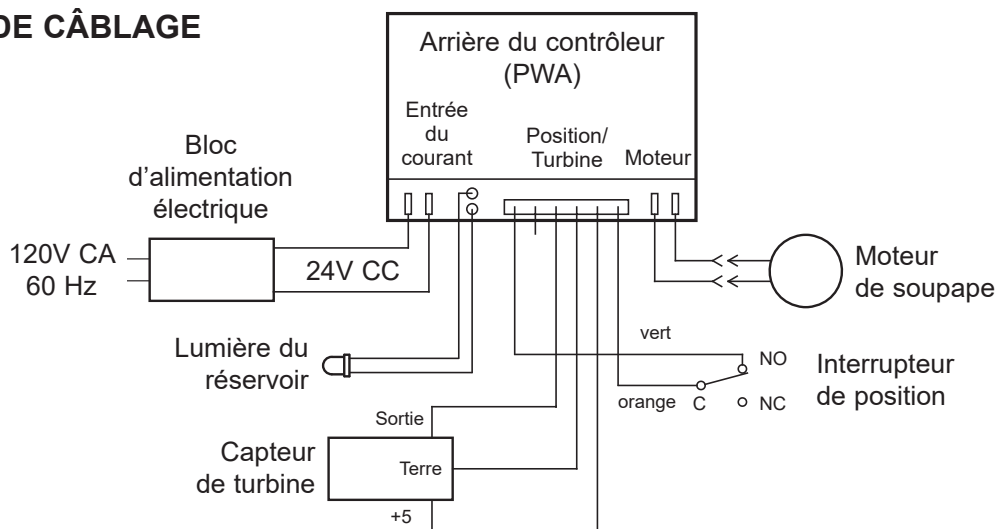 DE CÂBLAGE
Arrière du contrôleur
(PWA)
Entrée
du
courant
Position/
Turbine
Moteur
Bloc
d'alimentation
électrique
120V CA
60 Hz
24V CC
Moteur
de soupape
Lumière du
réservoir
vert
NO
Interrupteur
de position
orange
C
NC
Sortie
Capteur
de turbine
Terre
+5